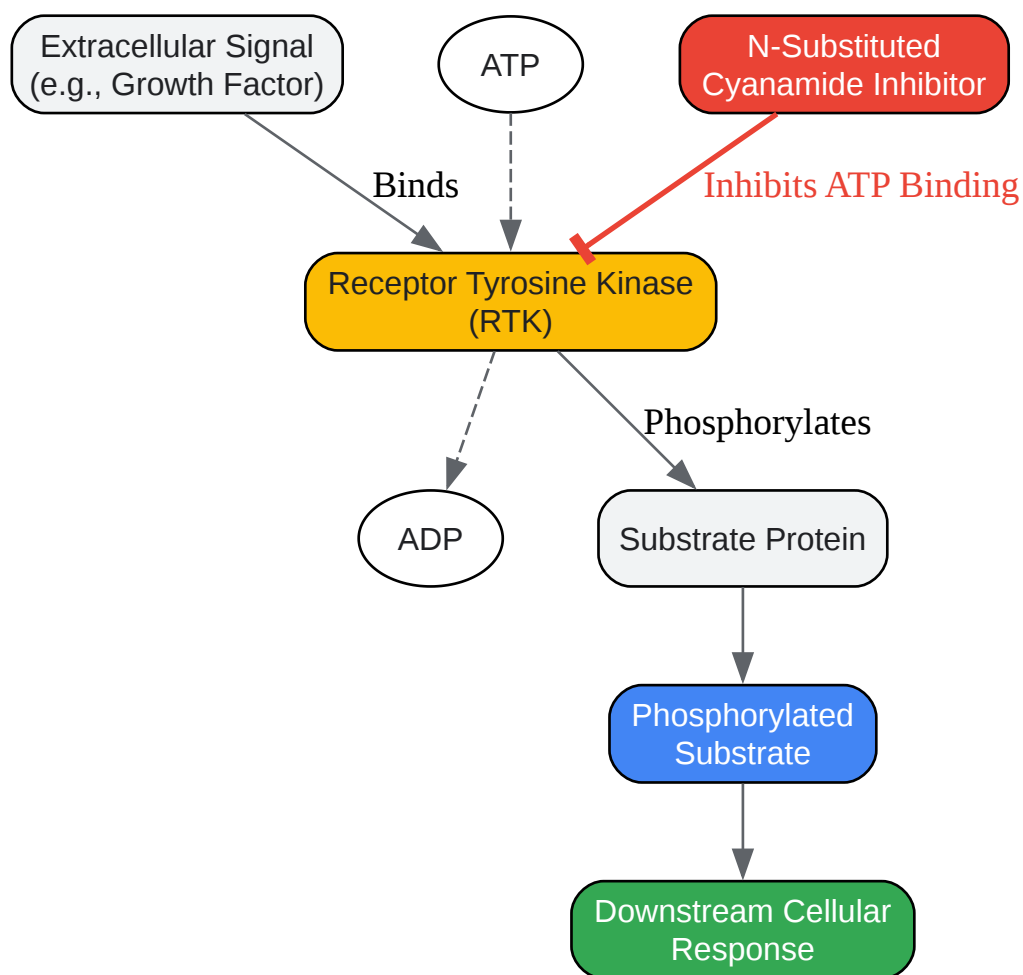 Extracellular Signal
(e.g., Growth Factor)
ATP
N-Substituted
Cyanamide Inhibitor
Binds
Inhibits ATP Binding
Receptor Tyrosine Kinase
(RTK)
Phosphorylates
ADP
Substrate Protein
Phosphorylated
Substrate
Downstream Cellular
Response